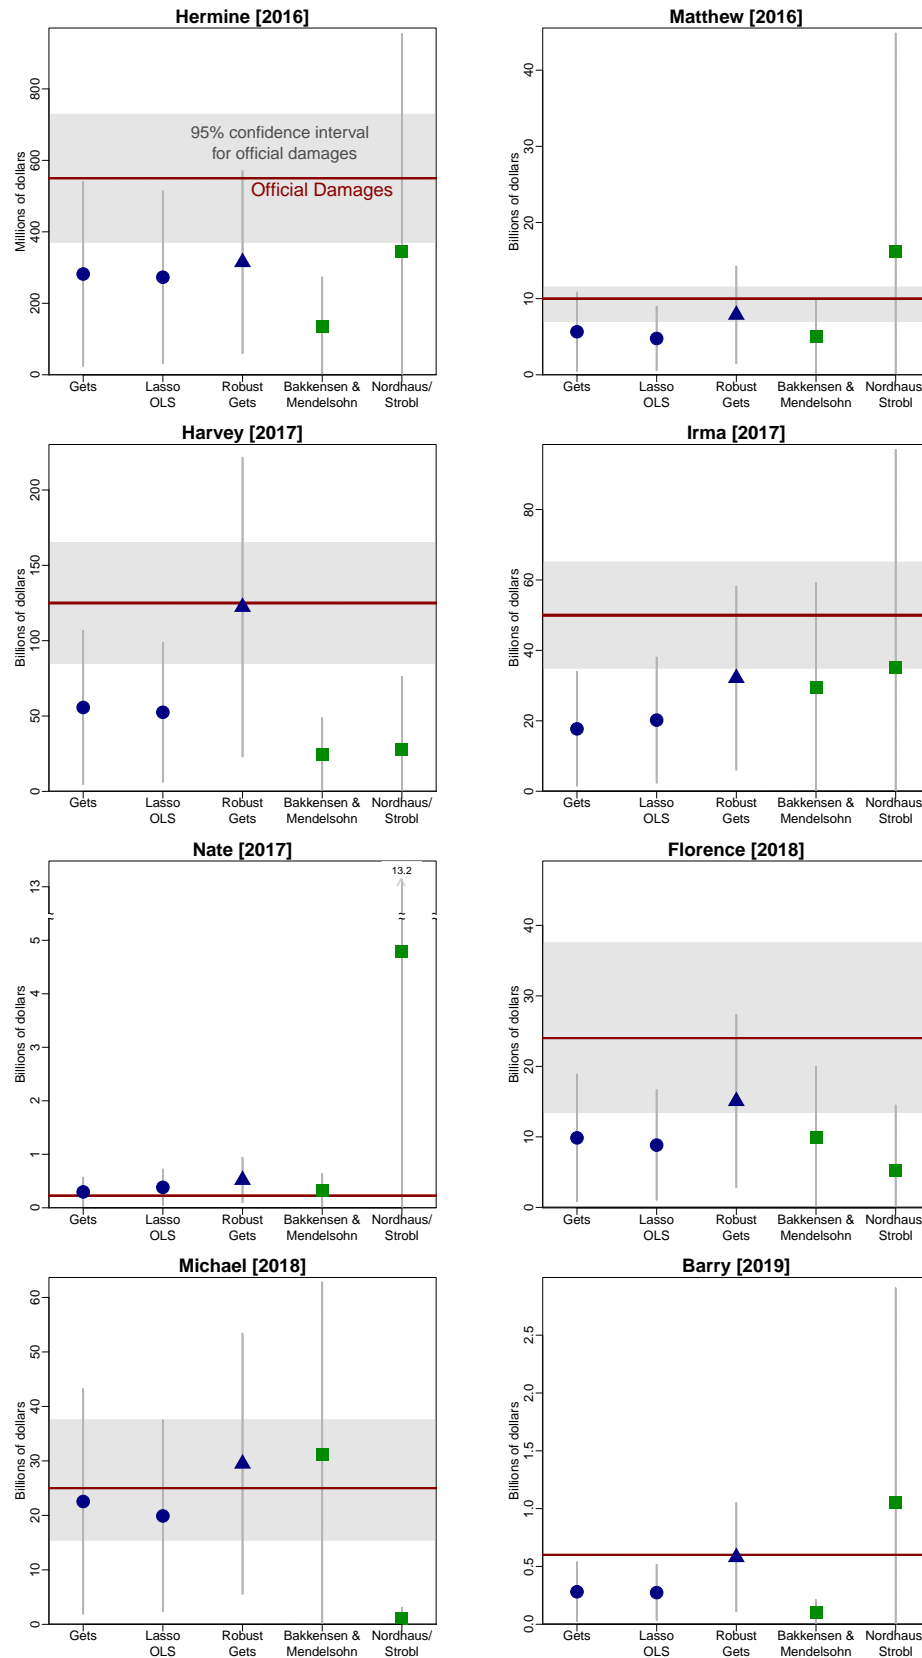 Hermine [2016]
Millions of dollars
800
600
400
200
0
95% confidence interval
for official damages
Official Damages
Gets
Lasso
OLS
Robust
Gets
Bakkensen &
Mendelsohn
Nordhaus/
Strobl
Matthew [2016]
Billions of dollars
40
30
20
10
0
Gets
Lasso
OLS
Robust
Gets
Bakkensen &
Mendelsohn
Nordhaus/
Strobl
Harvey [2017]
Billions of dollars
200
150
100
50
0
Gets
Lasso
OLS
Robust
Gets
Bakkensen &
Mendelsohn
Nordhaus/
Strobl
Irma [2017]
Billions of dollars
80
60
40
20
0
Gets
Lasso
OLS
Robust
Gets
Bakkensen &
Mendelsohn
Nordhaus/
Strobl
Nate [2017]
Billions of dollars
13
5
4
3
2
1
0
13.2
Gets
Lasso
OLS
Robust
Gets
Bakkensen &
Mendelsohn
Nordhaus/
Strobl
Florence [2018]
Billions of dollars
40
30
20
10
0
Gets
Lasso
OLS
Robust
Gets
Bakkensen &
Mendelsohn
Nordhaus/
Strobl
Michael [2018]
Billions of dollars
60
50
40
30
20
10
0
Gets
Lasso
OLS
Robust
Gets
Bakkensen &
Mendelsohn
Nordhaus/
Strobl
Barry [2019]
Billions of dollars
2.5
2.0
1.5
1.0
0.5
0.0
Gets
Lasso
OLS
Robust
Gets
Bakkensen &
Mendelsohn
Nordhaus/
Strobl